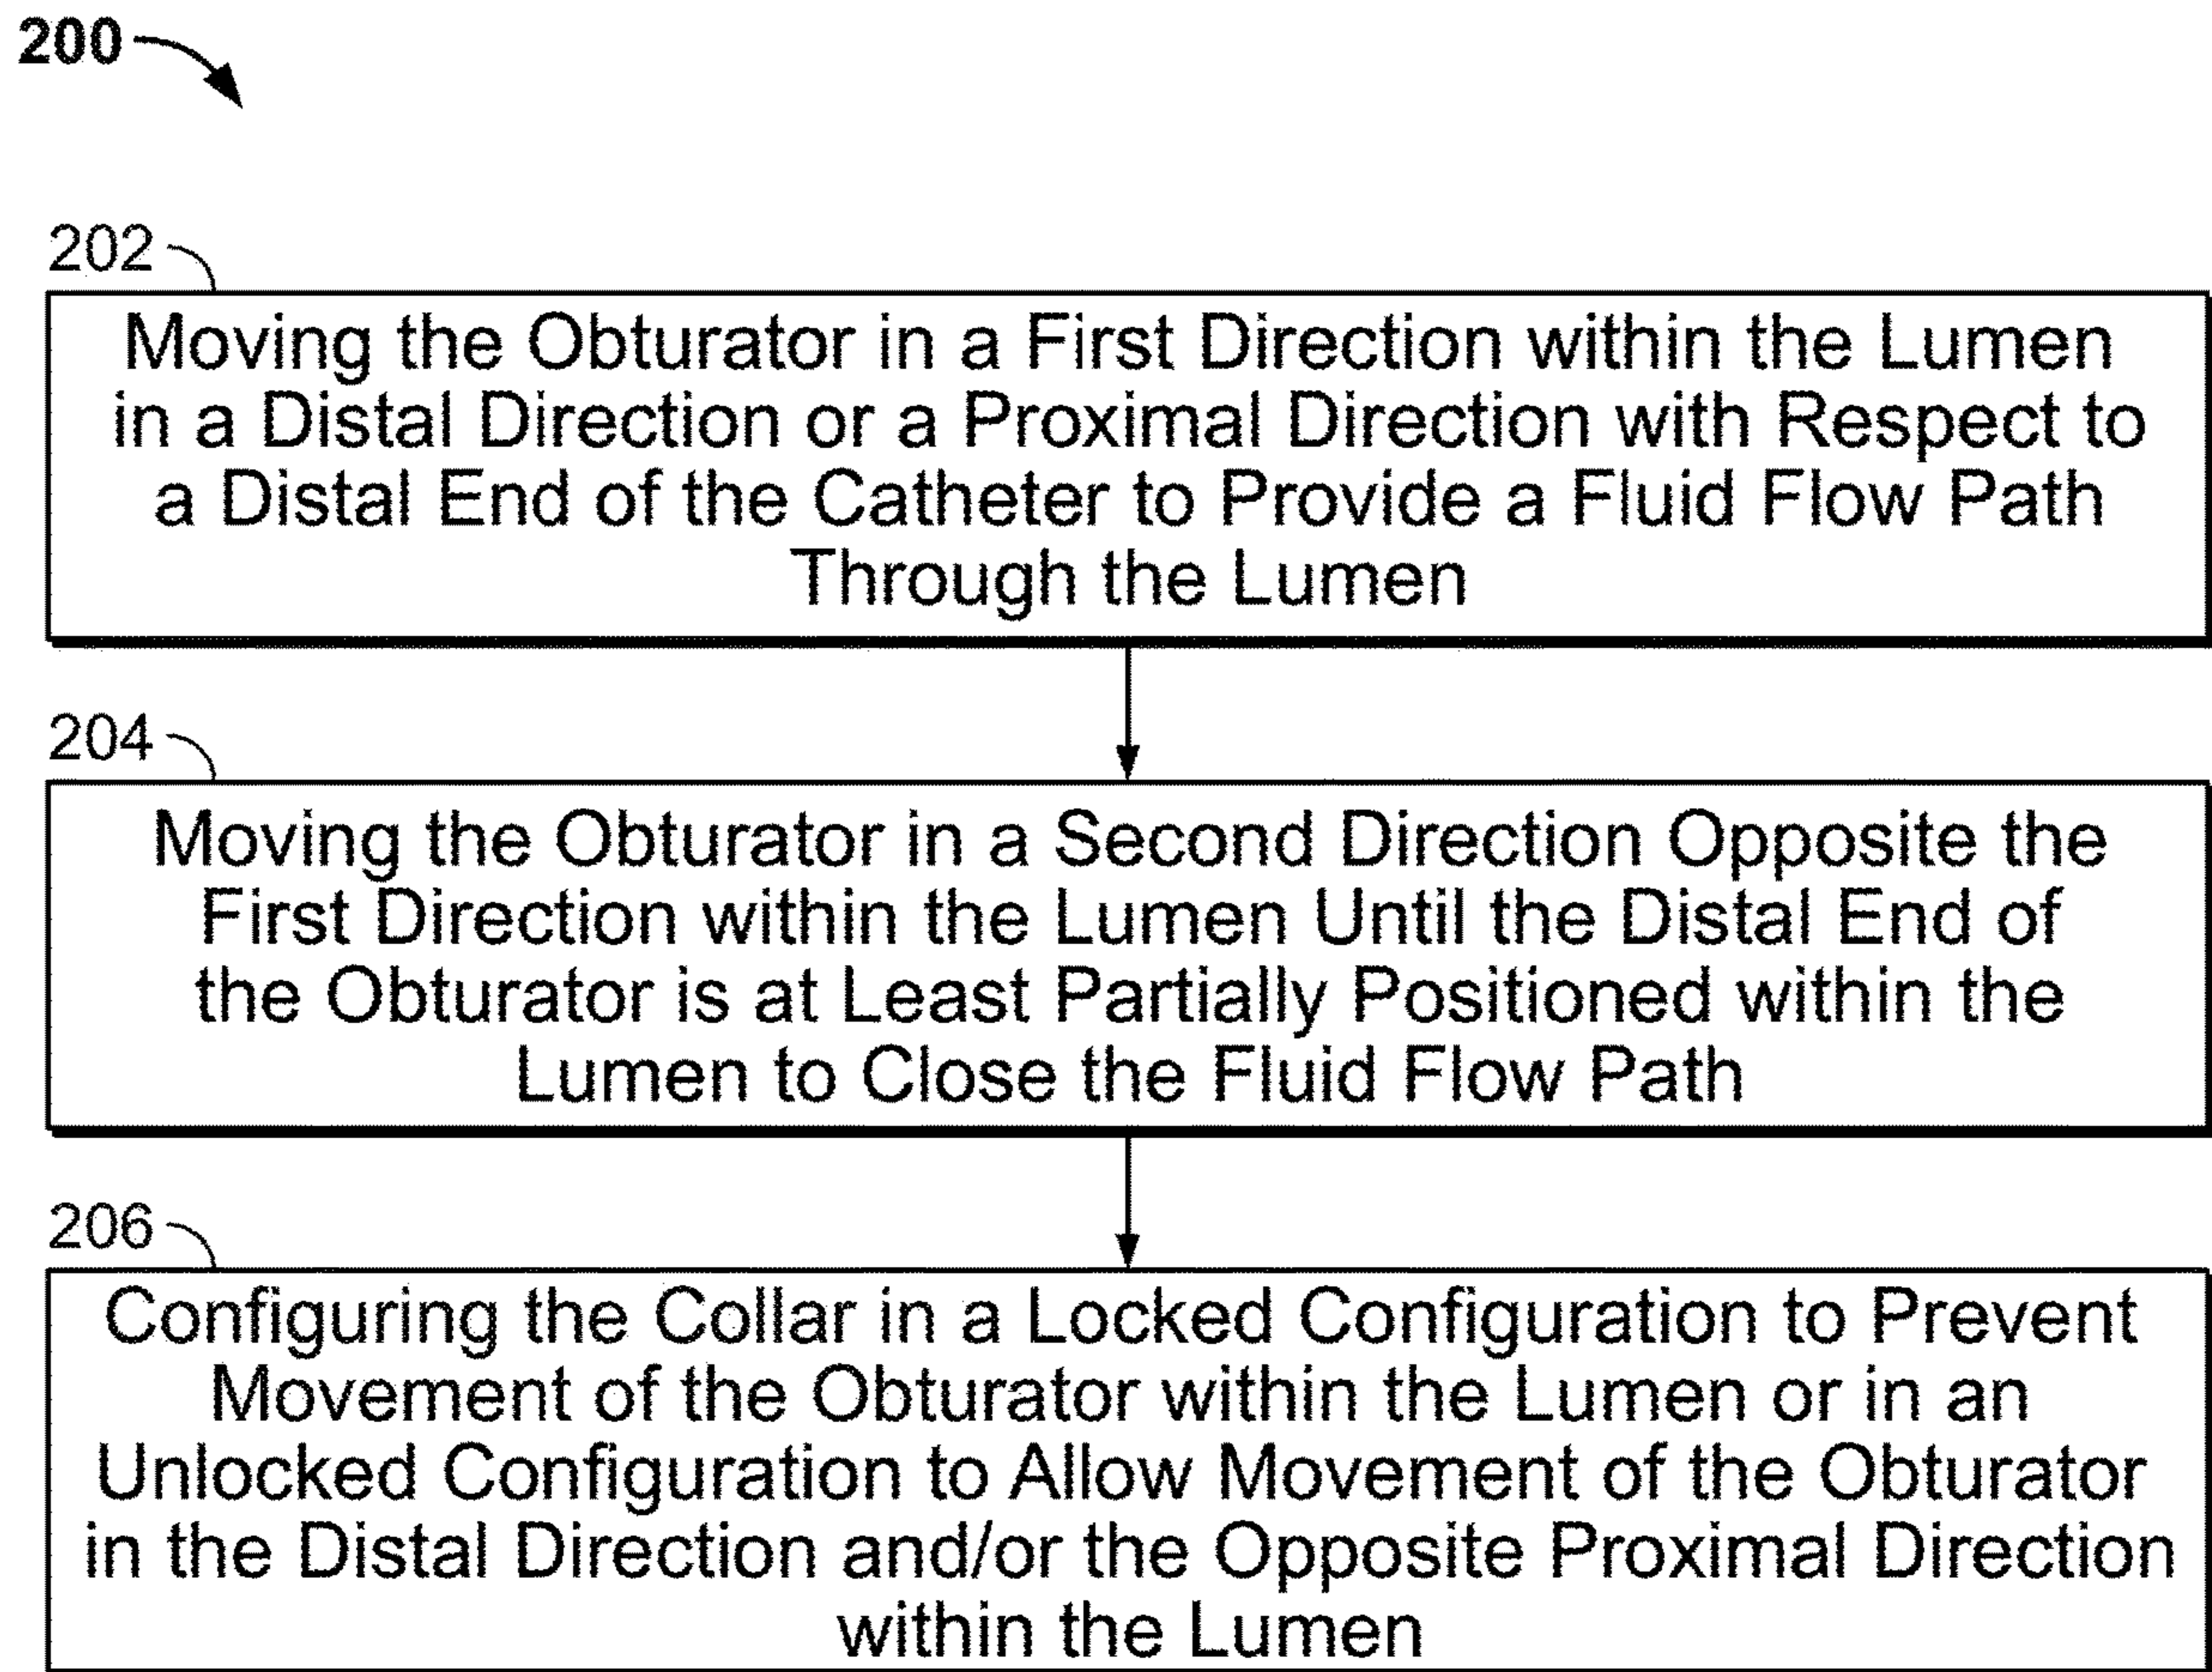 200
202
Moving the Obturator in a First Direction within the Lumen
in a Distal Direction or a Proximal Direction with Respect to
a Distal End of the Catheter to Provide a Fluid Flow Path
Through the Lumen
204
Moving the Obturator in a Second Direction Opposite the
First Direction within the Lumen Until the Distal End of
the Obturator is at Least Partially Positioned within the
Lumen to Close the Fluid Flow Path
206
Configuring the Collar in a Locked Configuration to Prevent
Movement of the Obturator within the Lumen or in an
Unlocked Configuration to Allow Movement of the Obturator
in the Distal Direction and/or the Opposite Proximal Direction
within the Lumen